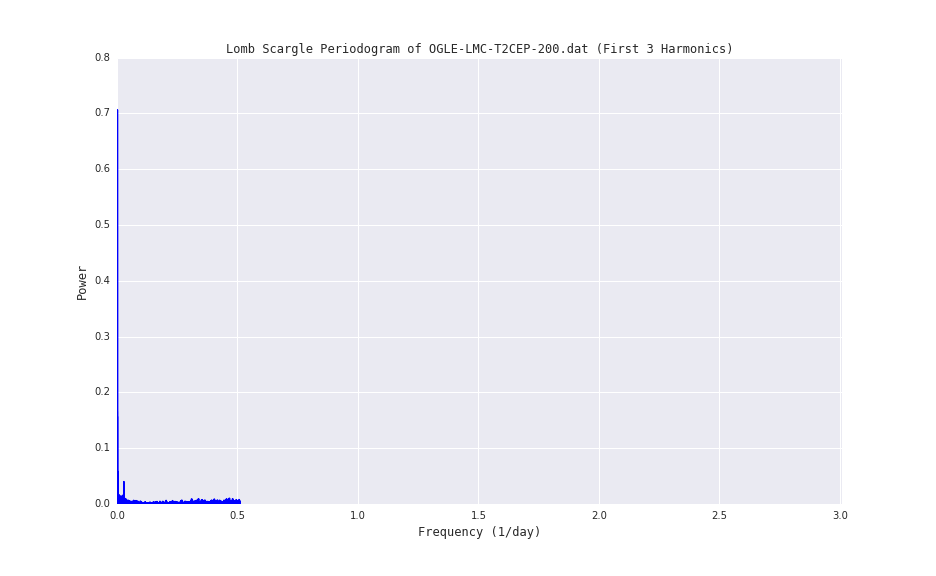 Lomb Scargle Periodogram of OGLE-LMC-T2CEP-200.dat (First 3 Harmonics)
0.8
0.7
0.6
0.5
0.4
0.3
0.2
0.1
0.0
Power
0.0 0.5 1.0 1.5 2.0 2.5 3.0
Frequency (1/day)